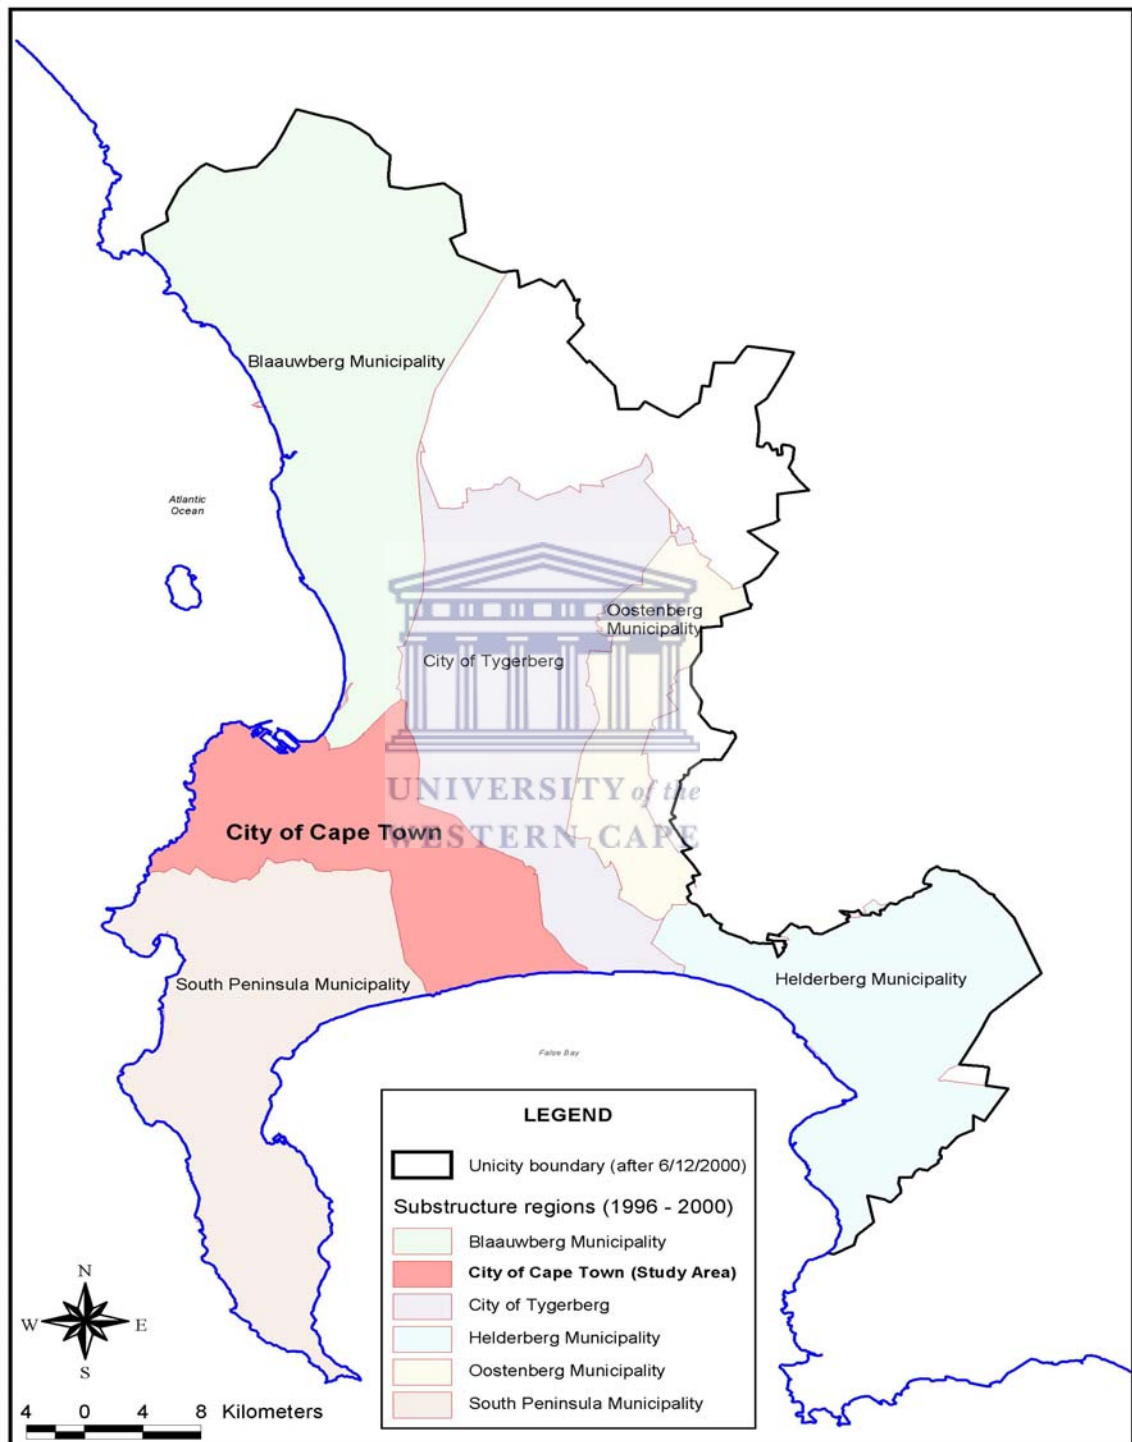 Blaauwberg Municipality
Atlantic
Ocean
Oostenberg
Municipality
City of Tygerberg
UNIVERSITY of the
WESTERN CAPE
City of Cape Town
South Peninsula Municipality
Helderberg Municipality
False Bay
LEGEND
Unicity boundary (after 6/12/2000)
Substructure regions (1996 - 2000)
Blaauwberg Municipality
City of Cape Town (Study Area)
City of Tygerberg
Helderberg Municipality
Oostenberg Municipality
South Peninsula Municipality
N
W E
S
4 0 4 8 Kilometers